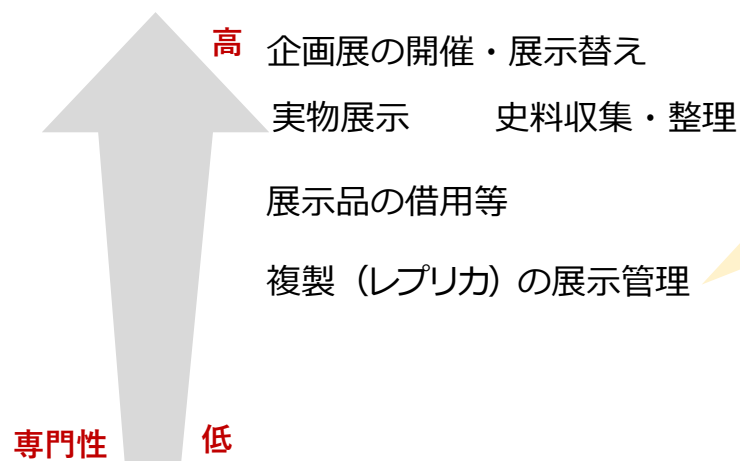 高
企画展の開催・展示替え
実物展示 史料収集・整理
展示品の借用等
複製（レプリカ）の展示管理
専門性
低